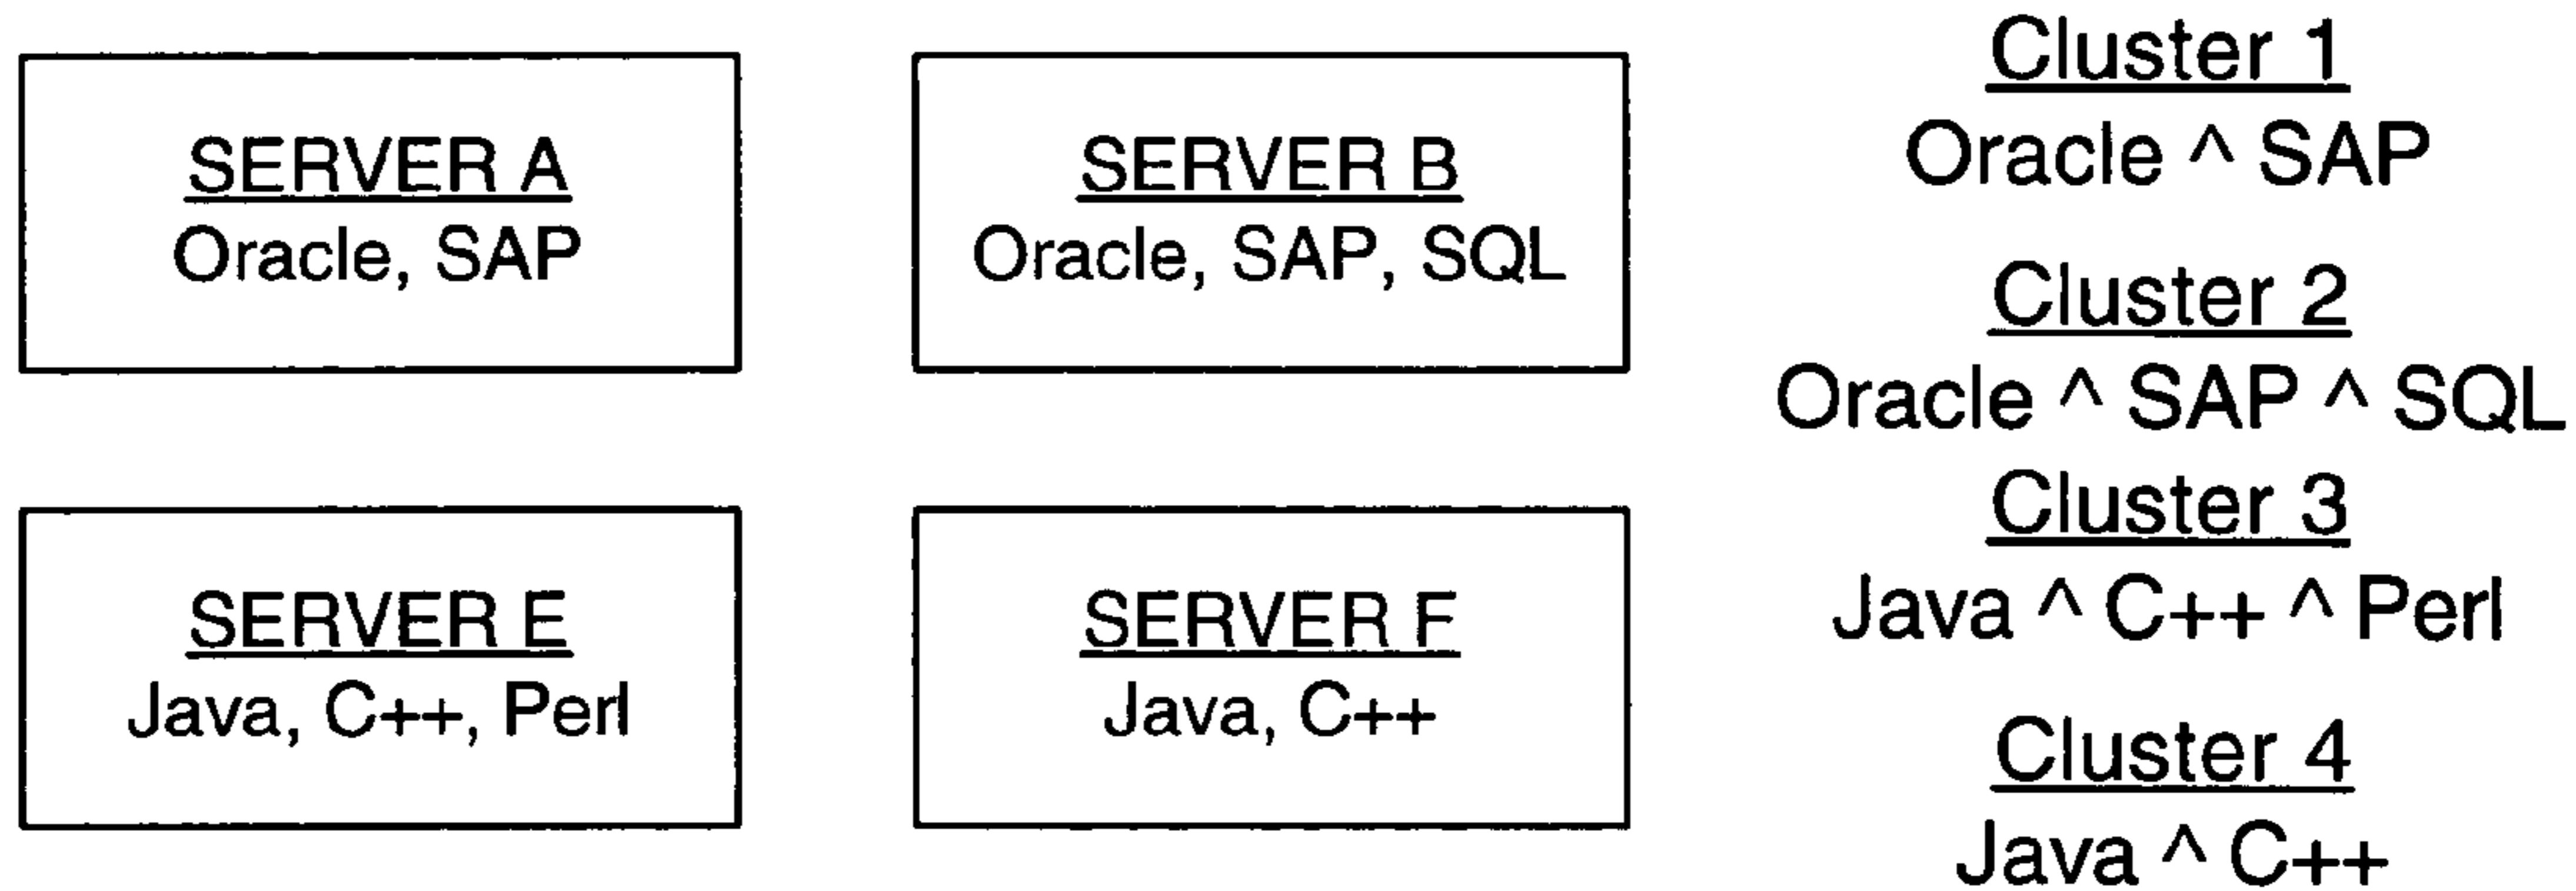 SERVER A
Oracle, SAP
SERVER B
Oracle, SAP, SQL
SERVER E
Java, C++, Perl
SERVER F
Java, C++
Cluster 1
Oracle ^ SAP
Cluster 2
Oracle ^ SAP ^ SQL
Cluster 3
Java ^ C++ ^ Perl
Cluster 4
Java ^ C++